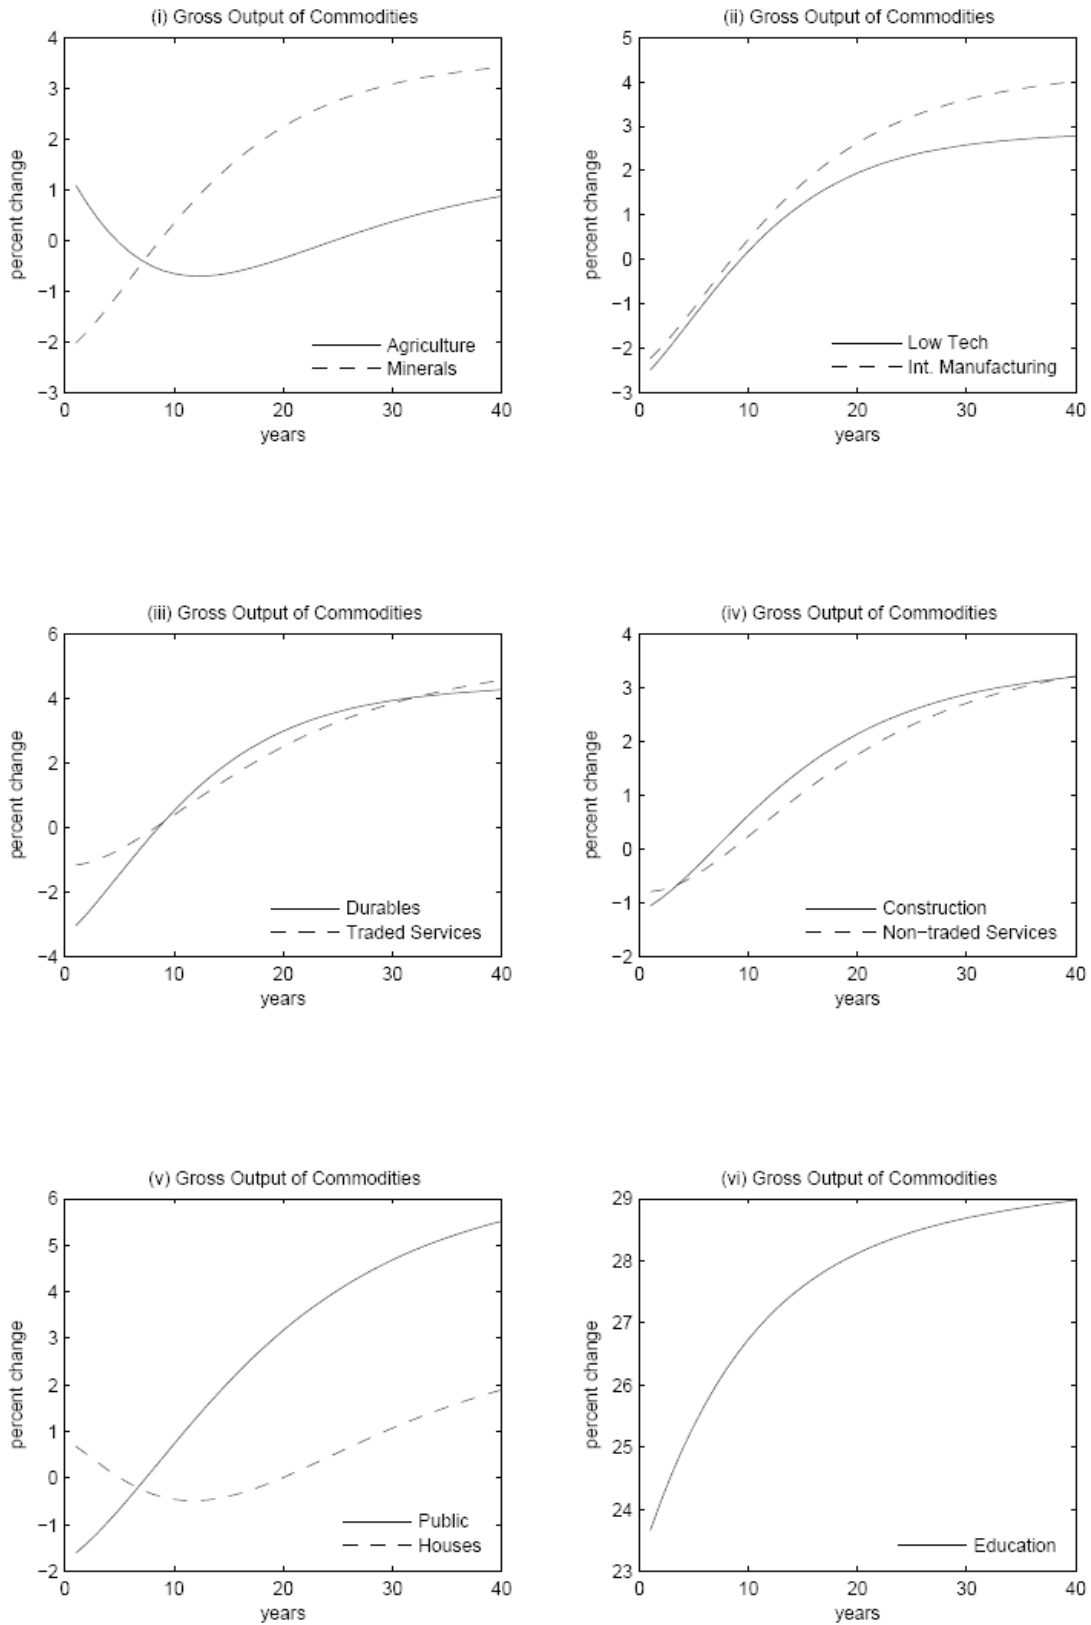 (i) Gross Output of Commodities
4
3
2
1
0
−1
−2
−3
percent change
Agriculture
Minerals
0 10 20 30 40
years
(ii) Gross Output of Commodities
5
4
3
2
1
0
−1
−2
−3
percent change
Low Tech
Int. Manufacturing
0 10 20 30 40
years
(iii) Gross Output of Commodities
6
4
2
0
−2
−4
percent change
Durables
Traded Services
0 10 20 30 40
years
(iv) Gross Output of Commodities
4
3
2
1
0
−1
−2
percent change
Construction
Non−traded Services
0 10 20 30 40
years
(v) Gross Output of Commodities
6
5
4
3
2
1
0
−1
−2
percent change
Public
Houses
0 10 20 30 40
years
(vi) Gross Output of Commodities
29
28
27
26
25
24
23
percent change
Education
0 10 20 30 40
years